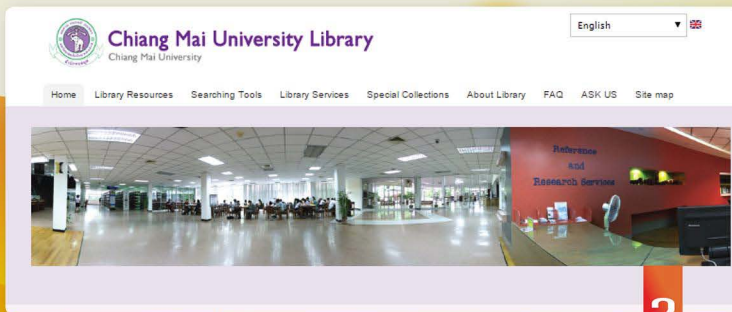 English
Chiang Mai University Library
Chiang Mai University
Home Library Resources Searching Tools Library Services Special Collections About Library FAQ ASK US Site map
Reference
and
Research Services